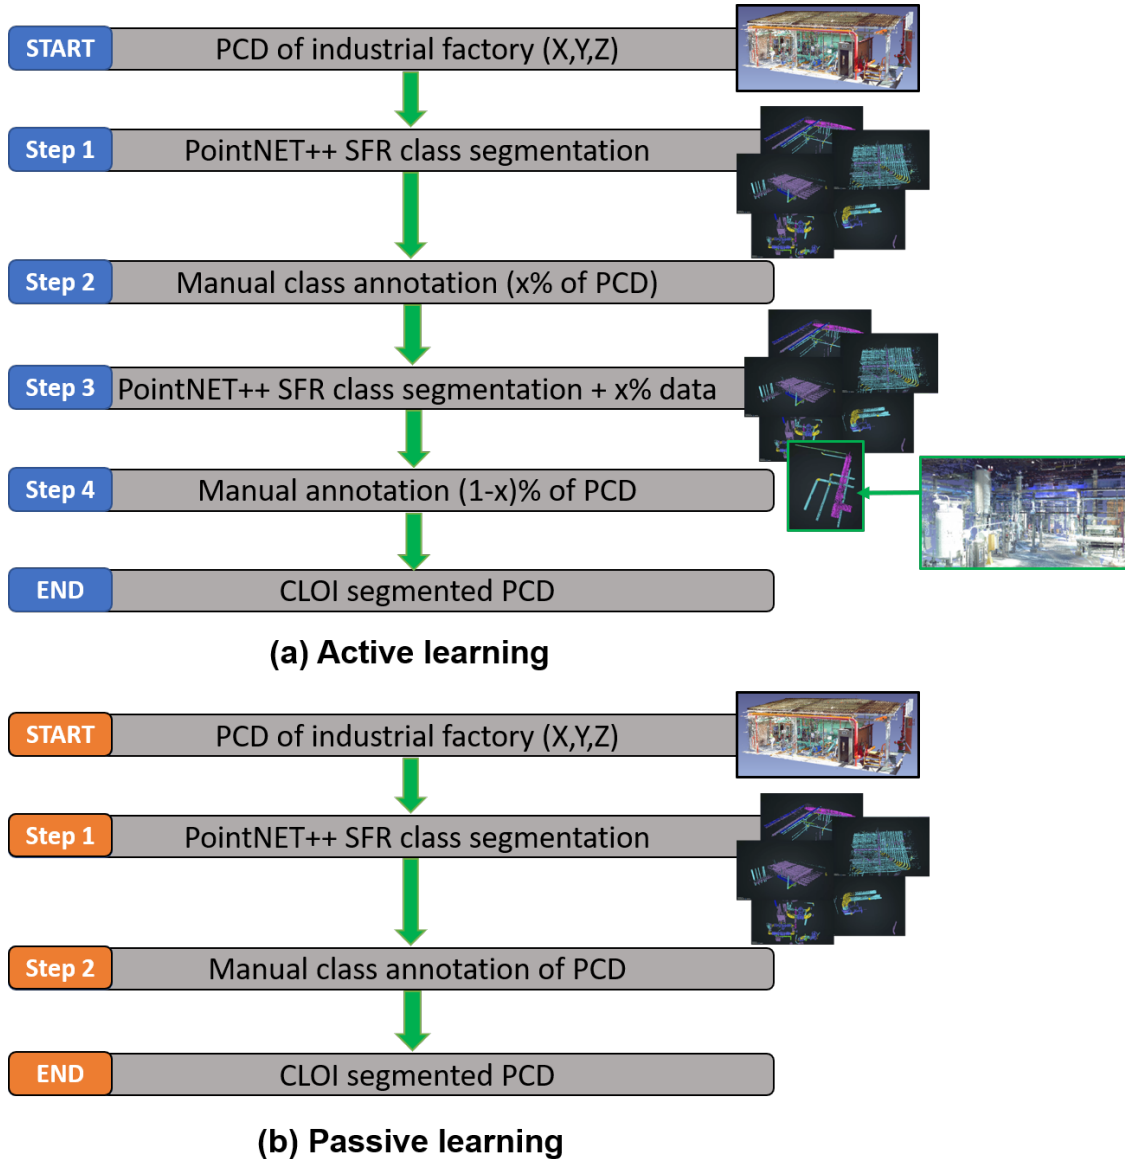 START
PCD of industrial factory (X,Y,Z)
Step 1
PointNET++ SFR class segmentation
Step 2
Manual class annotation (x% of PCD)
Step 3
PointNET++ SFR class segmentation + x% data
Step 4
Manual annotation (1-x)% of PCD
END
CLOI segmented PCD
(a) Active learning
START
PCD of industrial factory (X,Y,Z)
Step 1
PointNET++ SFR class segmentation
Step 2
Manual class annotation of PCD
END
CLOI segmented PCD
(b) Passive learning